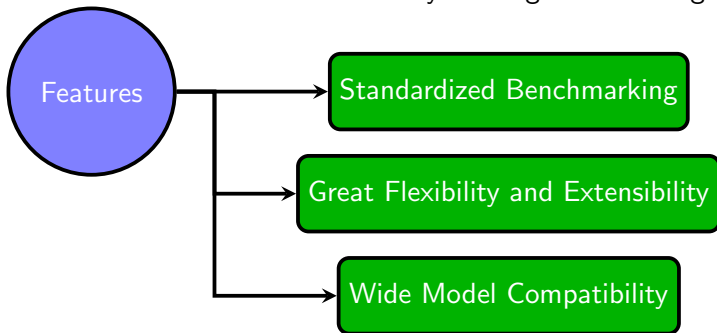 Features
Standardized Benchmarking
Great Flexibility and Extensibility
Wide Model Compatibility